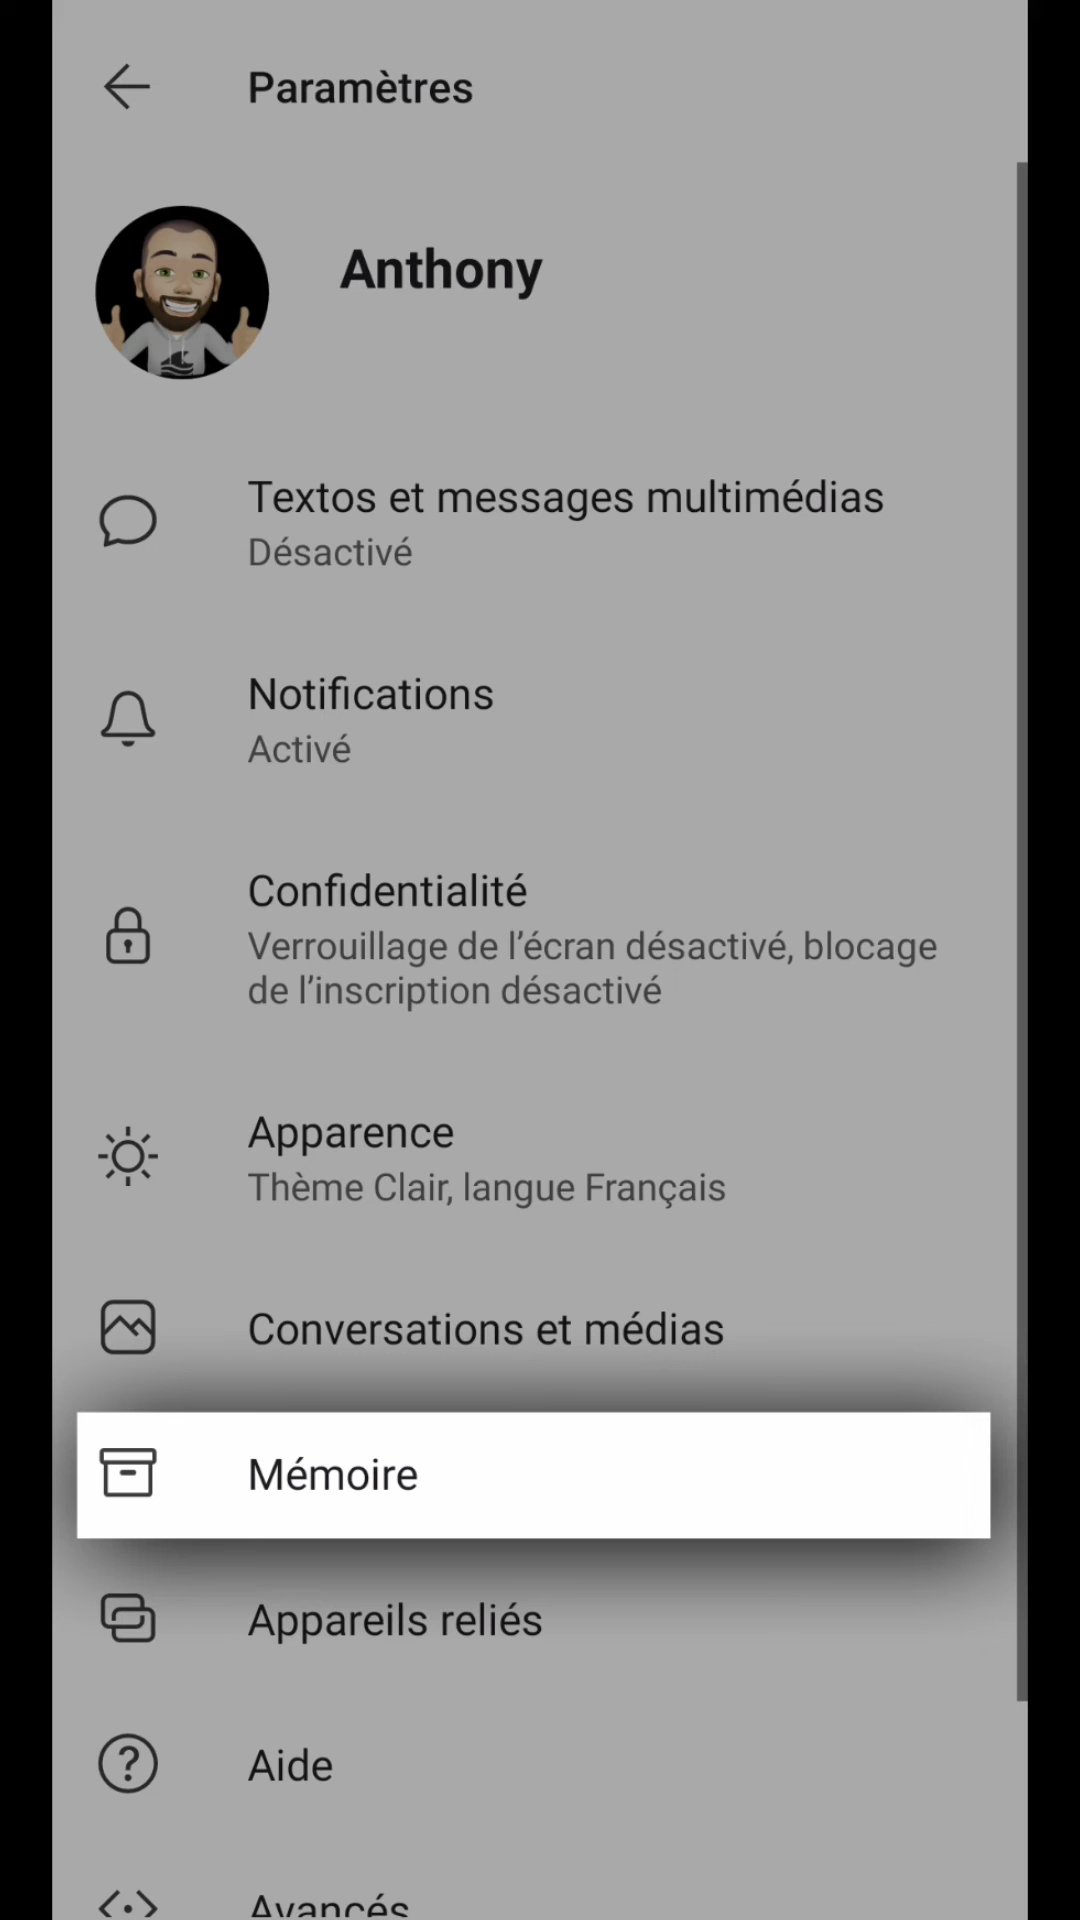 Paramètres
Anthony
Textos et messages multimédias
Désactivé
Notifications
Activé
Confidentialité
Verrouillage de l’écran désactivé, blocage
de l’inscription désactivé
Apparence
Thème Clair, langue Français
Conversations et médias
Mémoire
Appareils reliés
Aide
Avancés